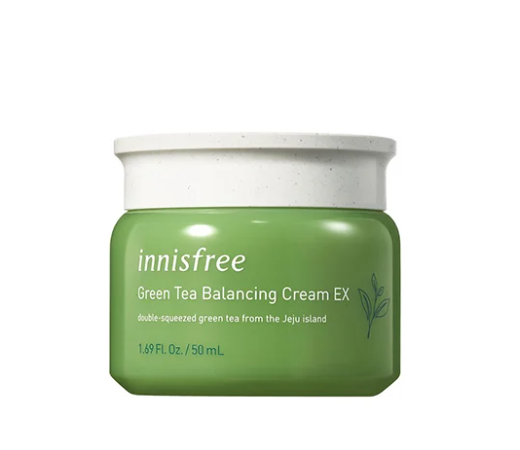 innisfree
Green Tea Balancing Cream EX
double-squeezed green tea from the Jeju island
1.69 Fl. Oz. / 50 mL